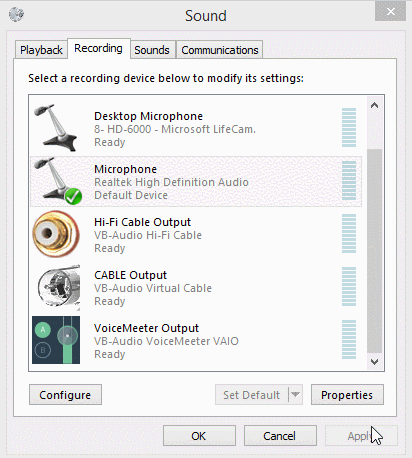 Sound
Playback Recording Sounds Communications
Select a recording device below to modify its settings:
Desktop Microphone
8- HD-6000 - Microsoft LifeCam.
Ready
Microphone
Realtek High Definition Audio
Default Device
Hi-Fi Cable Output
VB-Audio Hi-Fi Cable
Ready
CABLE Output
VB-Audio Virtual Cable
Ready
A
B
VoiceMeeter Output
VB-Audio VoiceMeeter VAIO
Ready
Configure Set Default Properties
OK Cancel Apply